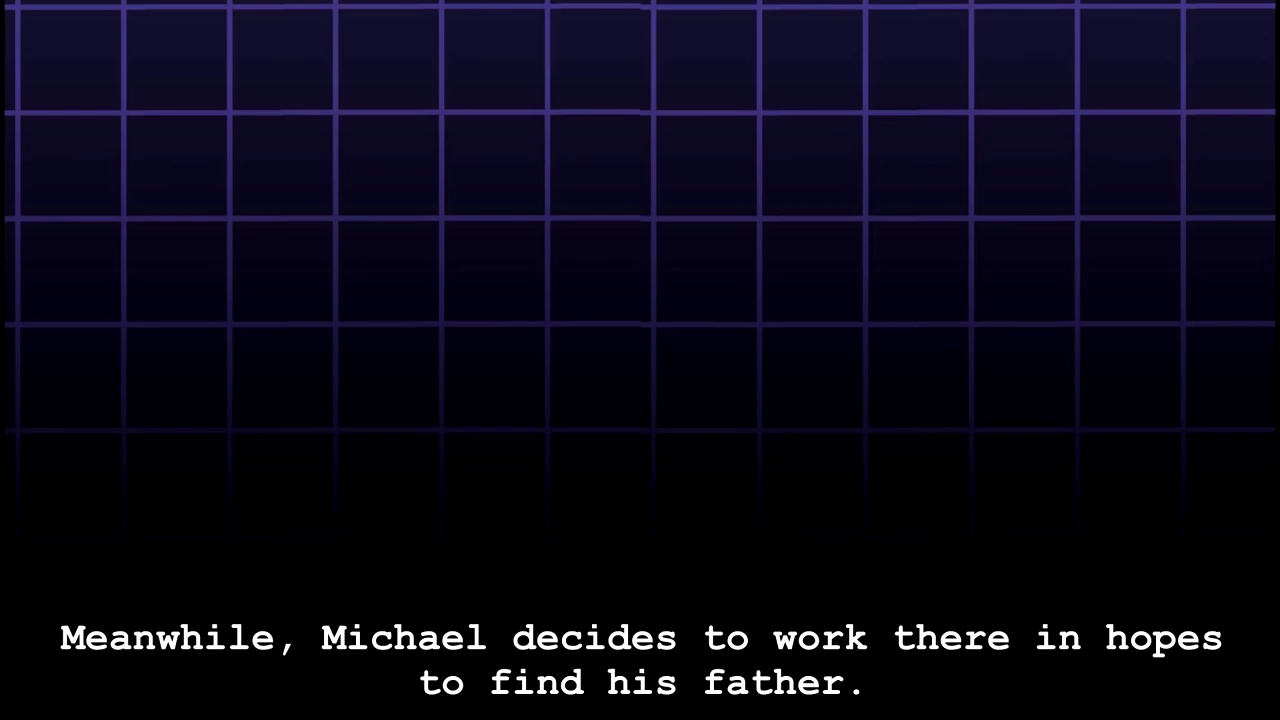 Meanwhile, Michael decides to work there in hopes
to find his father.